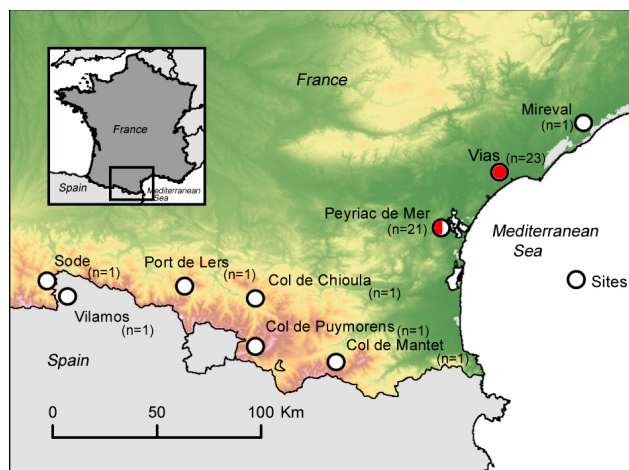 France
France
Spain
Mediterranean
Sea
Mireval
(n=1)
Vias (n=23)
Peyriac de Mer
(n=21)
Mediterranean
Sea
Sites
Sode
(n=1)
Port de Lers
(n=1)
Col de Chioula
(n=1)
Vilamos
(n=1)
Col de Puymorens (n=1)
Col de Mantet
(n=1)
Spain
0 50 100 Km